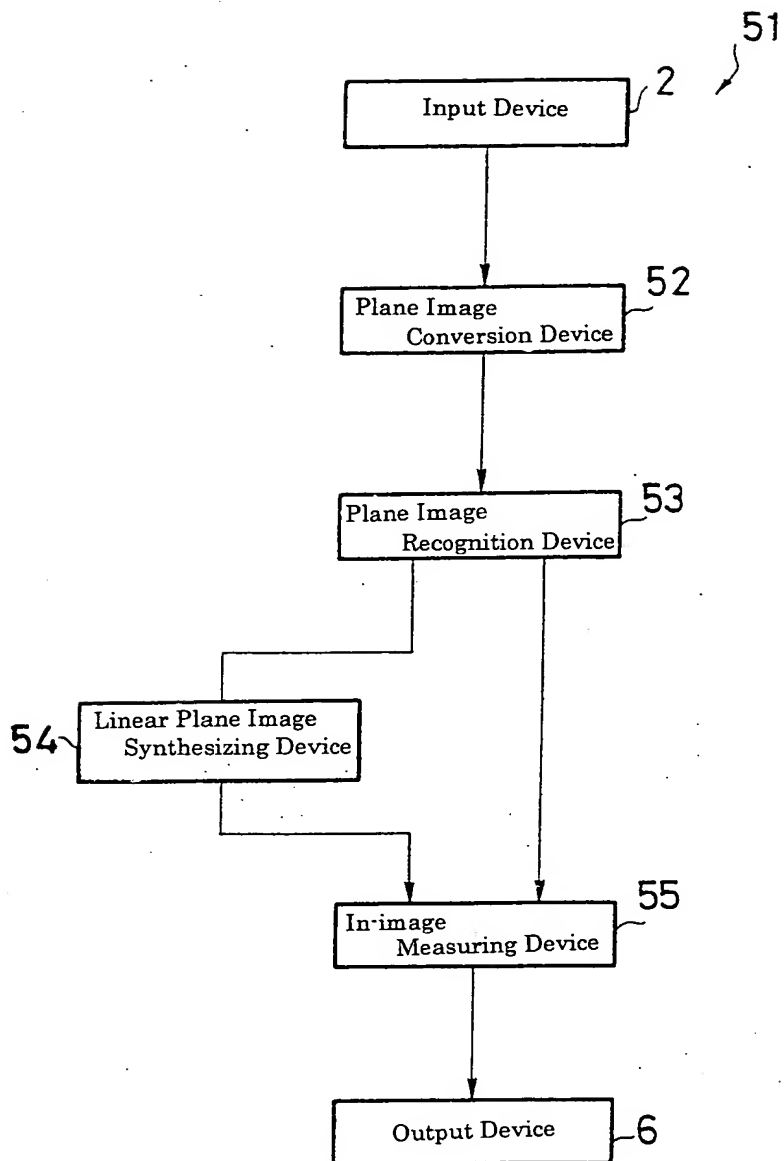 51
2
Input Device
52
Plane Image
Conversion Device
53
Plane Image
Recognition Device
54
Linear Plane Image
Synthesizing Device
55
In-image
Measuring Device
Output Device
6